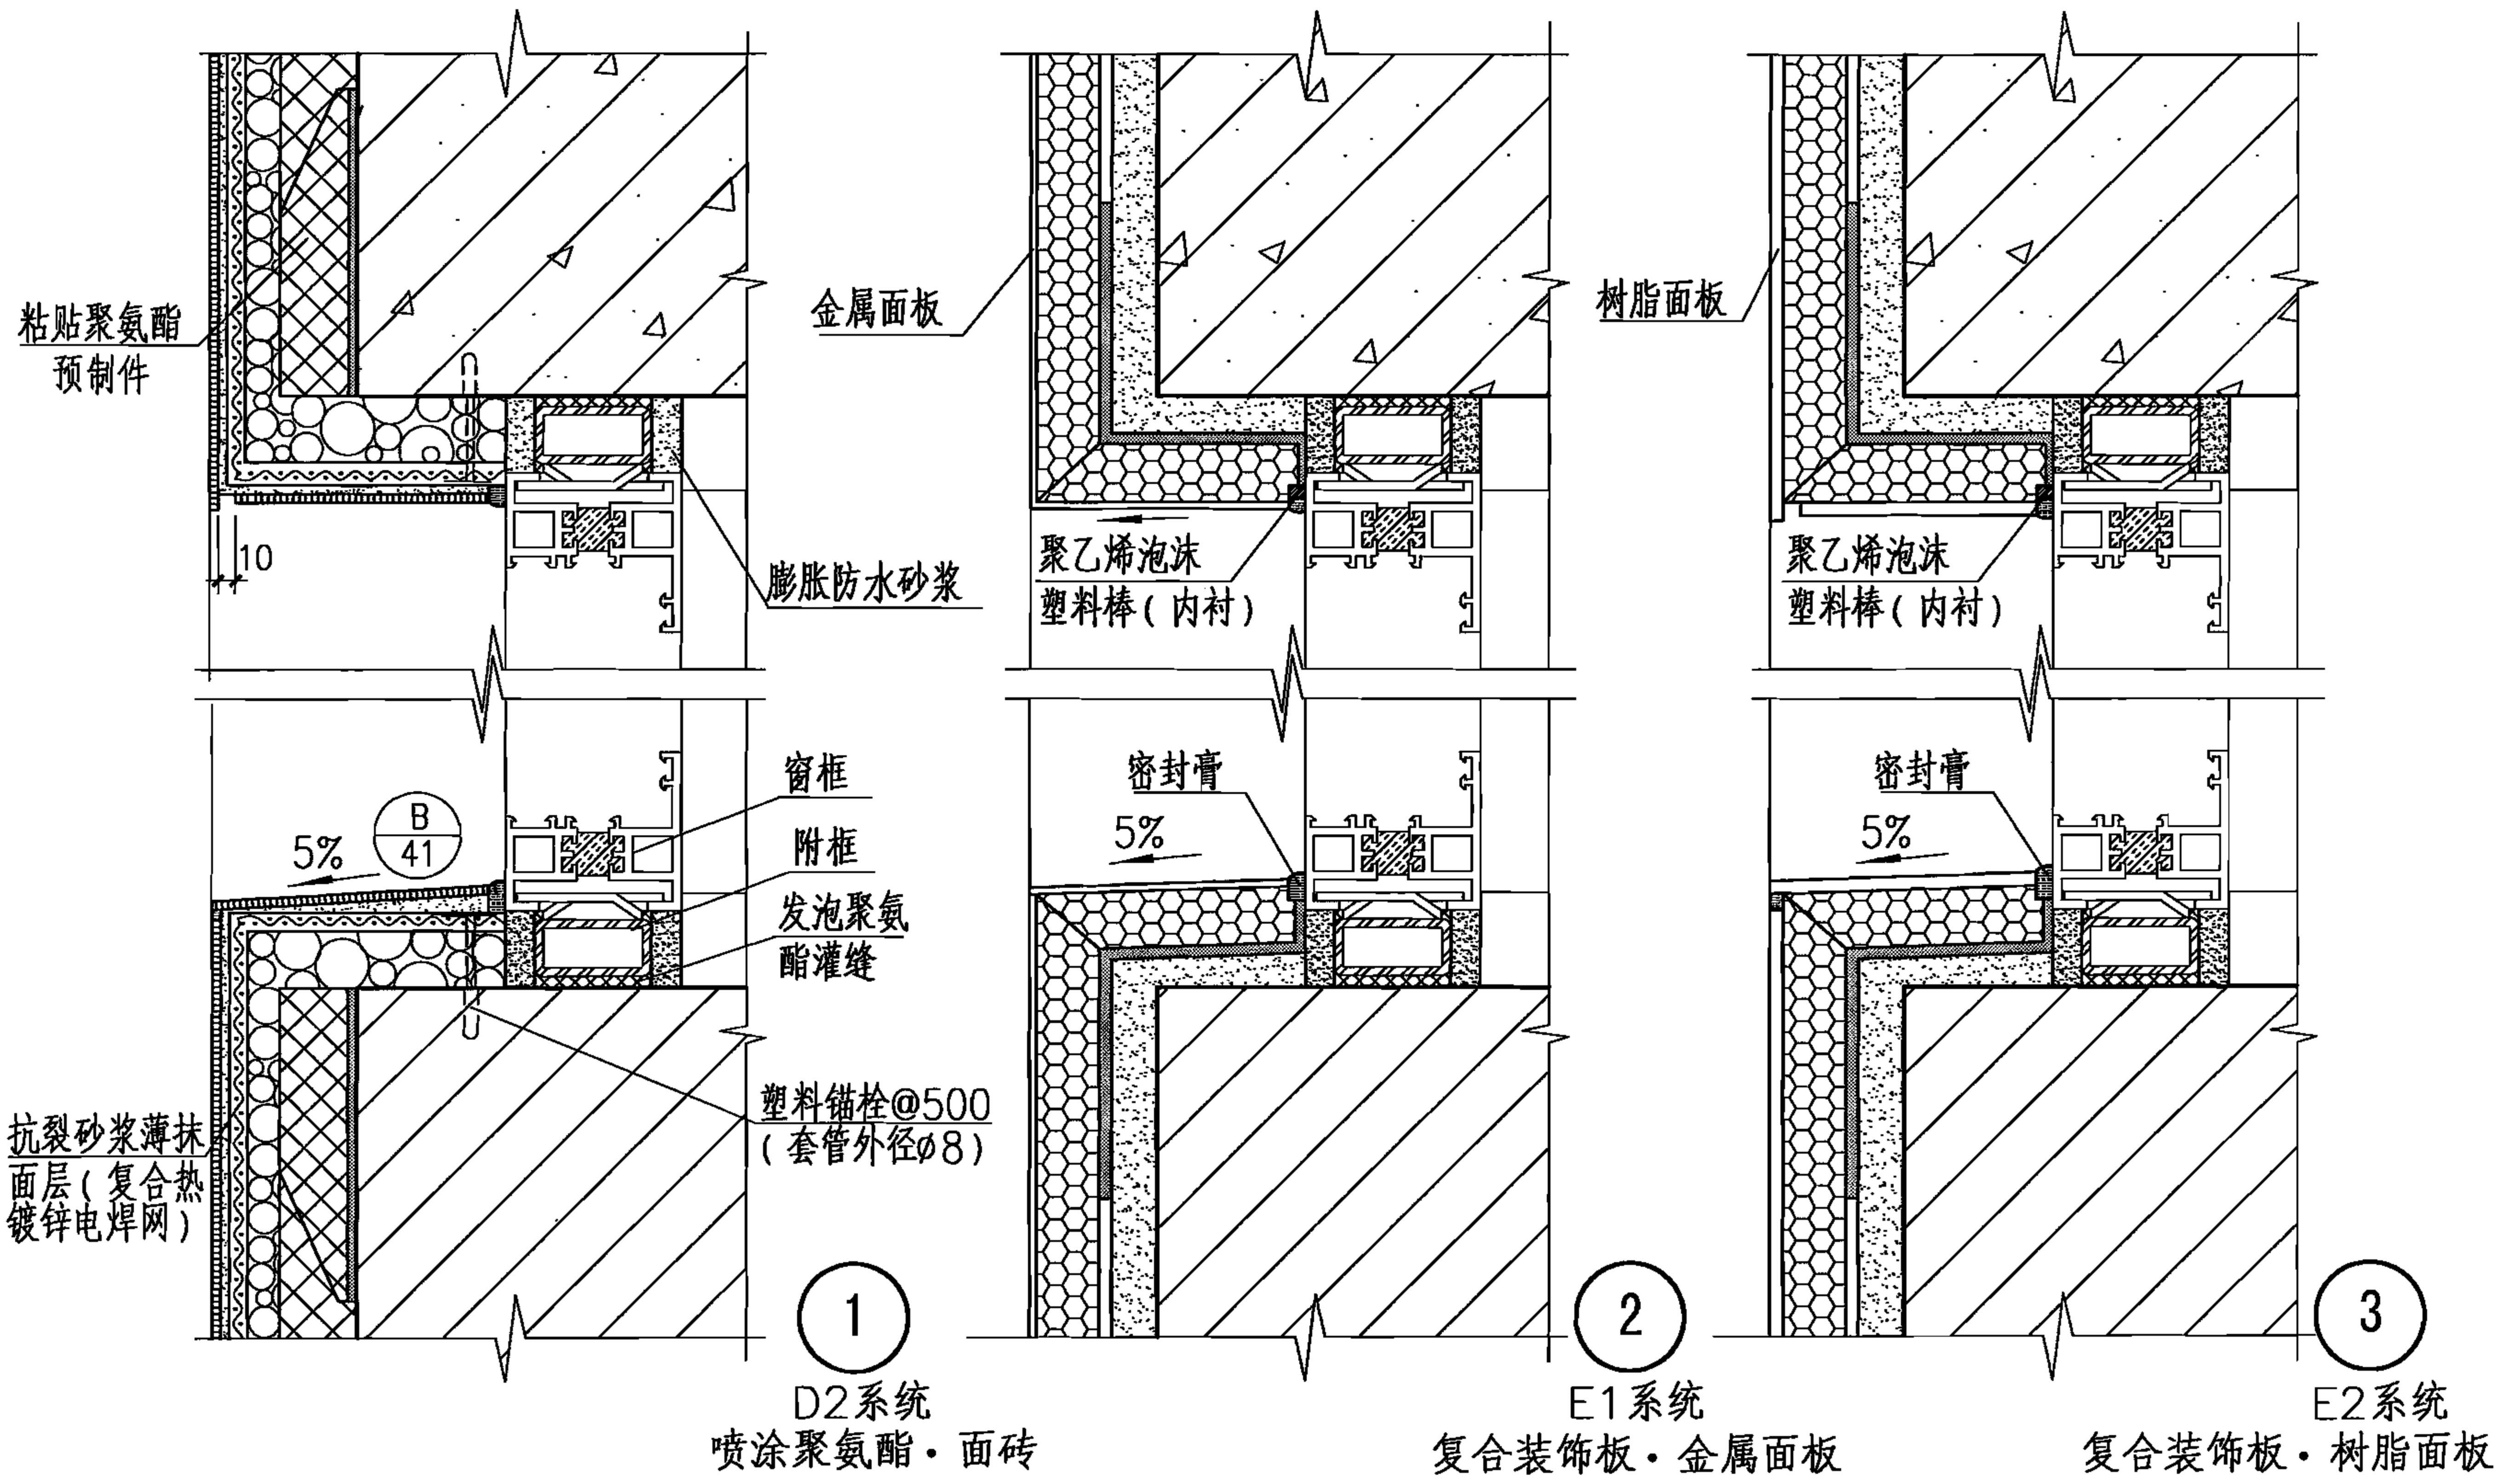 粘贴聚氨酯
预制件
10
膨胀防水砂浆
窗框
附框
发泡聚氨
酯灌缝
B
41
5%
塑料锚栓@500
(套管外径ϕ8)
抗裂砂浆薄抹
面层(复合热
镀锌电焊网)
1
D2系统
喷涂聚氨酯·面砖
金属面板
聚乙烯泡沫
塑料棒(内衬)
密封膏
5%
2
E1系统
复合装饰板·金属面板
树脂面板
聚乙烯泡沫
塑料棒(内衬)
密封膏
5%
3
E2系统
复合装饰板·树脂面板